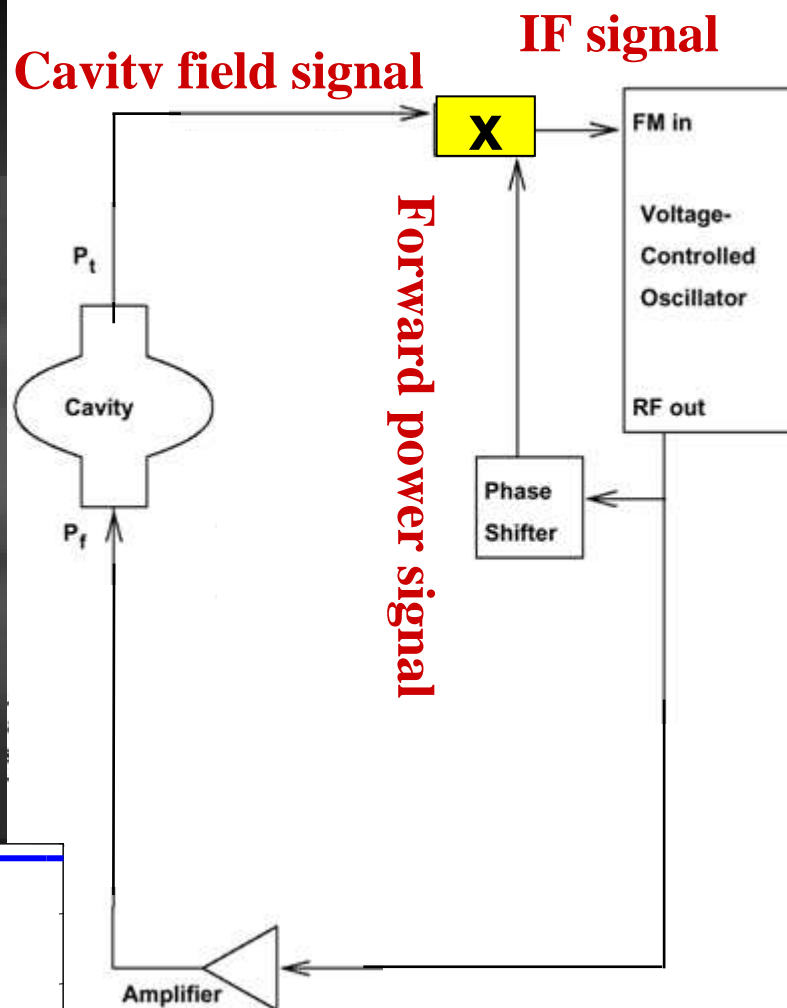 IF signal
Cavitv field signal
X
FM in
Voltage-
Controlled
Oscillator
RF out
Forward power signal
Pt
Cavity
Pf
Phase
Shifter
Amplifier